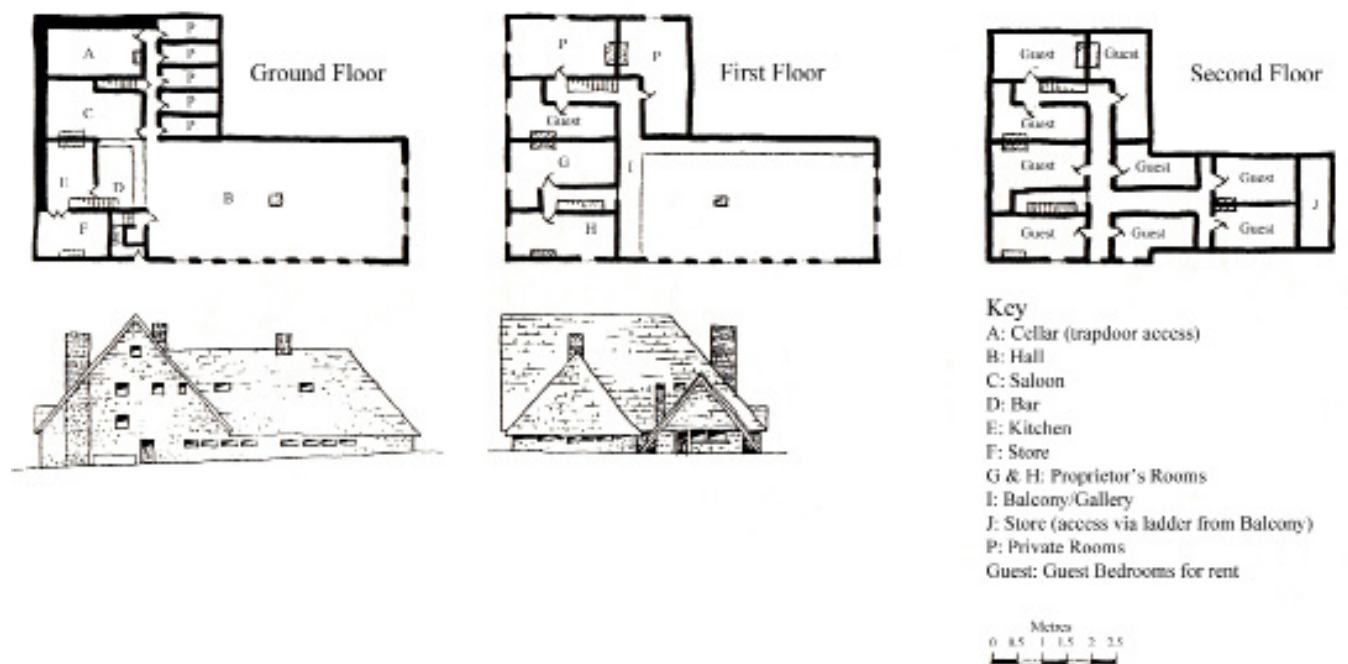 P
A
P
Ground Floor
P
P
C
P
E
D
B
F
P
P
First Floor
Guest
G
I
H
Guest
Guest
Second Floor
Guest
Guest
Guest
Guest
J
Guest
Guest
Guest
Key
A: Cellar (trapdoor access)
B: Hall
C: Saloon
D: Bar
E: Kitchen
F: Store
G & H: Proprietor's Rooms
I: Balcony/Gallery
J: Store (access via ladder from Balcony)
P: Private Rooms
Guest: Guest Bedrooms for rent
Metres
0 0.5 1 1.5 2 2.5